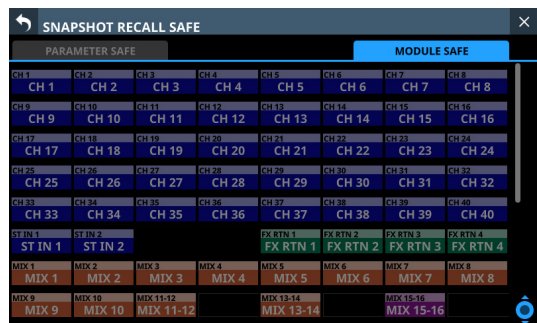 SNAPSHOT RECALL SAFE
PARAMETER SAFE MODULE SAFE
CH 1 CH 2 CH 3 CH 4 CH 5 CH 6 CH 7 CH 8
CH 1 CH 2 CH 3 CH 4 CH 5 CH 6 CH 7 CH 8
CH 9 CH 10 CH 11 CH 12 CH 13 CH 14 CH 15 CH 16
CH 9 CH 10 CH 11 CH 12 CH 13 CH 14 CH 15 CH 16
CH 17 CH 18 CH 19 CH 20 CH 21 CH 22 CH 23 CH 24
CH 17 CH 18 CH 19 CH 20 CH 21 CH 22 CH 23 CH 24
CH 25 CH 26 CH 27 CH 28 CH 29 CH 30 CH 31 CH 32
CH 25 CH 26 CH 27 CH 28 CH 29 CH 30 CH 31 CH 32
CH 33 CH 34 CH 35 CH 36 CH 37 CH 38 CH 39 CH 40
CH 33 CH 34 CH 35 CH 36 CH 37 CH 38 CH 39 CH 40
ST IN 1 ST IN 2 FX RTN 1 FX RTN 2 FX RTN 3 FX RTN 4
ST IN 1 ST IN 2 FX RTN 1 FX RTN 2 FX RTN 3 FX RTN 4
MIX 1 MIX 2 MIX 3 MIX 4 MIX 5 MIX 6 MIX 7 MIX 8
MIX 1 MIX 2 MIX 3 MIX 4 MIX 5 MIX 6 MIX 7 MIX 8
MIX 9 MIX 10 MIX 11-12 MIX 13-14 MIX 15-16
MIX 9 MIX 10 MIX 11-12 MIX 13-14 MIX 15-16